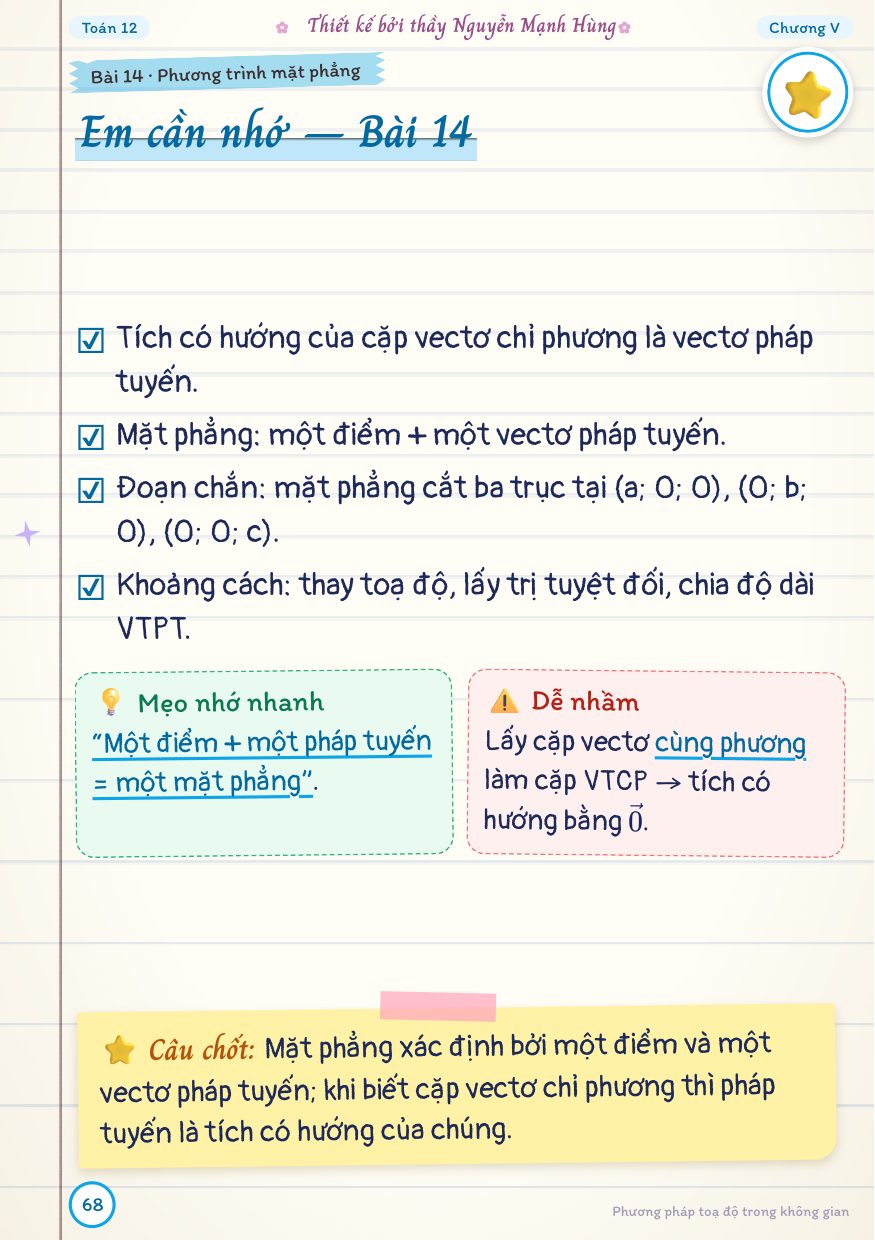 Toán 12
Thiết kế bởi thầy Nguyễn Mạnh Hùng
Chương V
Bài 14 · Phương trình mặt phẳng
Em cần nhớ — Bài 14
Tích có hướng của cặp vectơ chỉ phương là vectơ pháp
tuyến.
Mặt phẳng: một điểm + một vectơ pháp tuyến.
Đoạn chắn: mặt phẳng cắt ba trục tại (a; 0; 0), (0; b;
0), (0; 0; c).
Khoảng cách: thay toạ độ, lấy trị tuyệt đối, chia độ dài
VTPT.
Mẹo nhớ nhanh
“Một điểm + một pháp tuyến
= một mặt phẳng”.
Dễ nhầm
Lấy cặp vectơ cùng phương
làm cặp VTCP → tích có
hướng bằng 0⃗.
Câu chốt: Mặt phẳng xác định bởi một điểm và một
vectơ pháp tuyến; khi biết cặp vectơ chỉ phương thì pháp
tuyến là tích có hướng của chúng.
68
Phương pháp toạ độ trong không gian